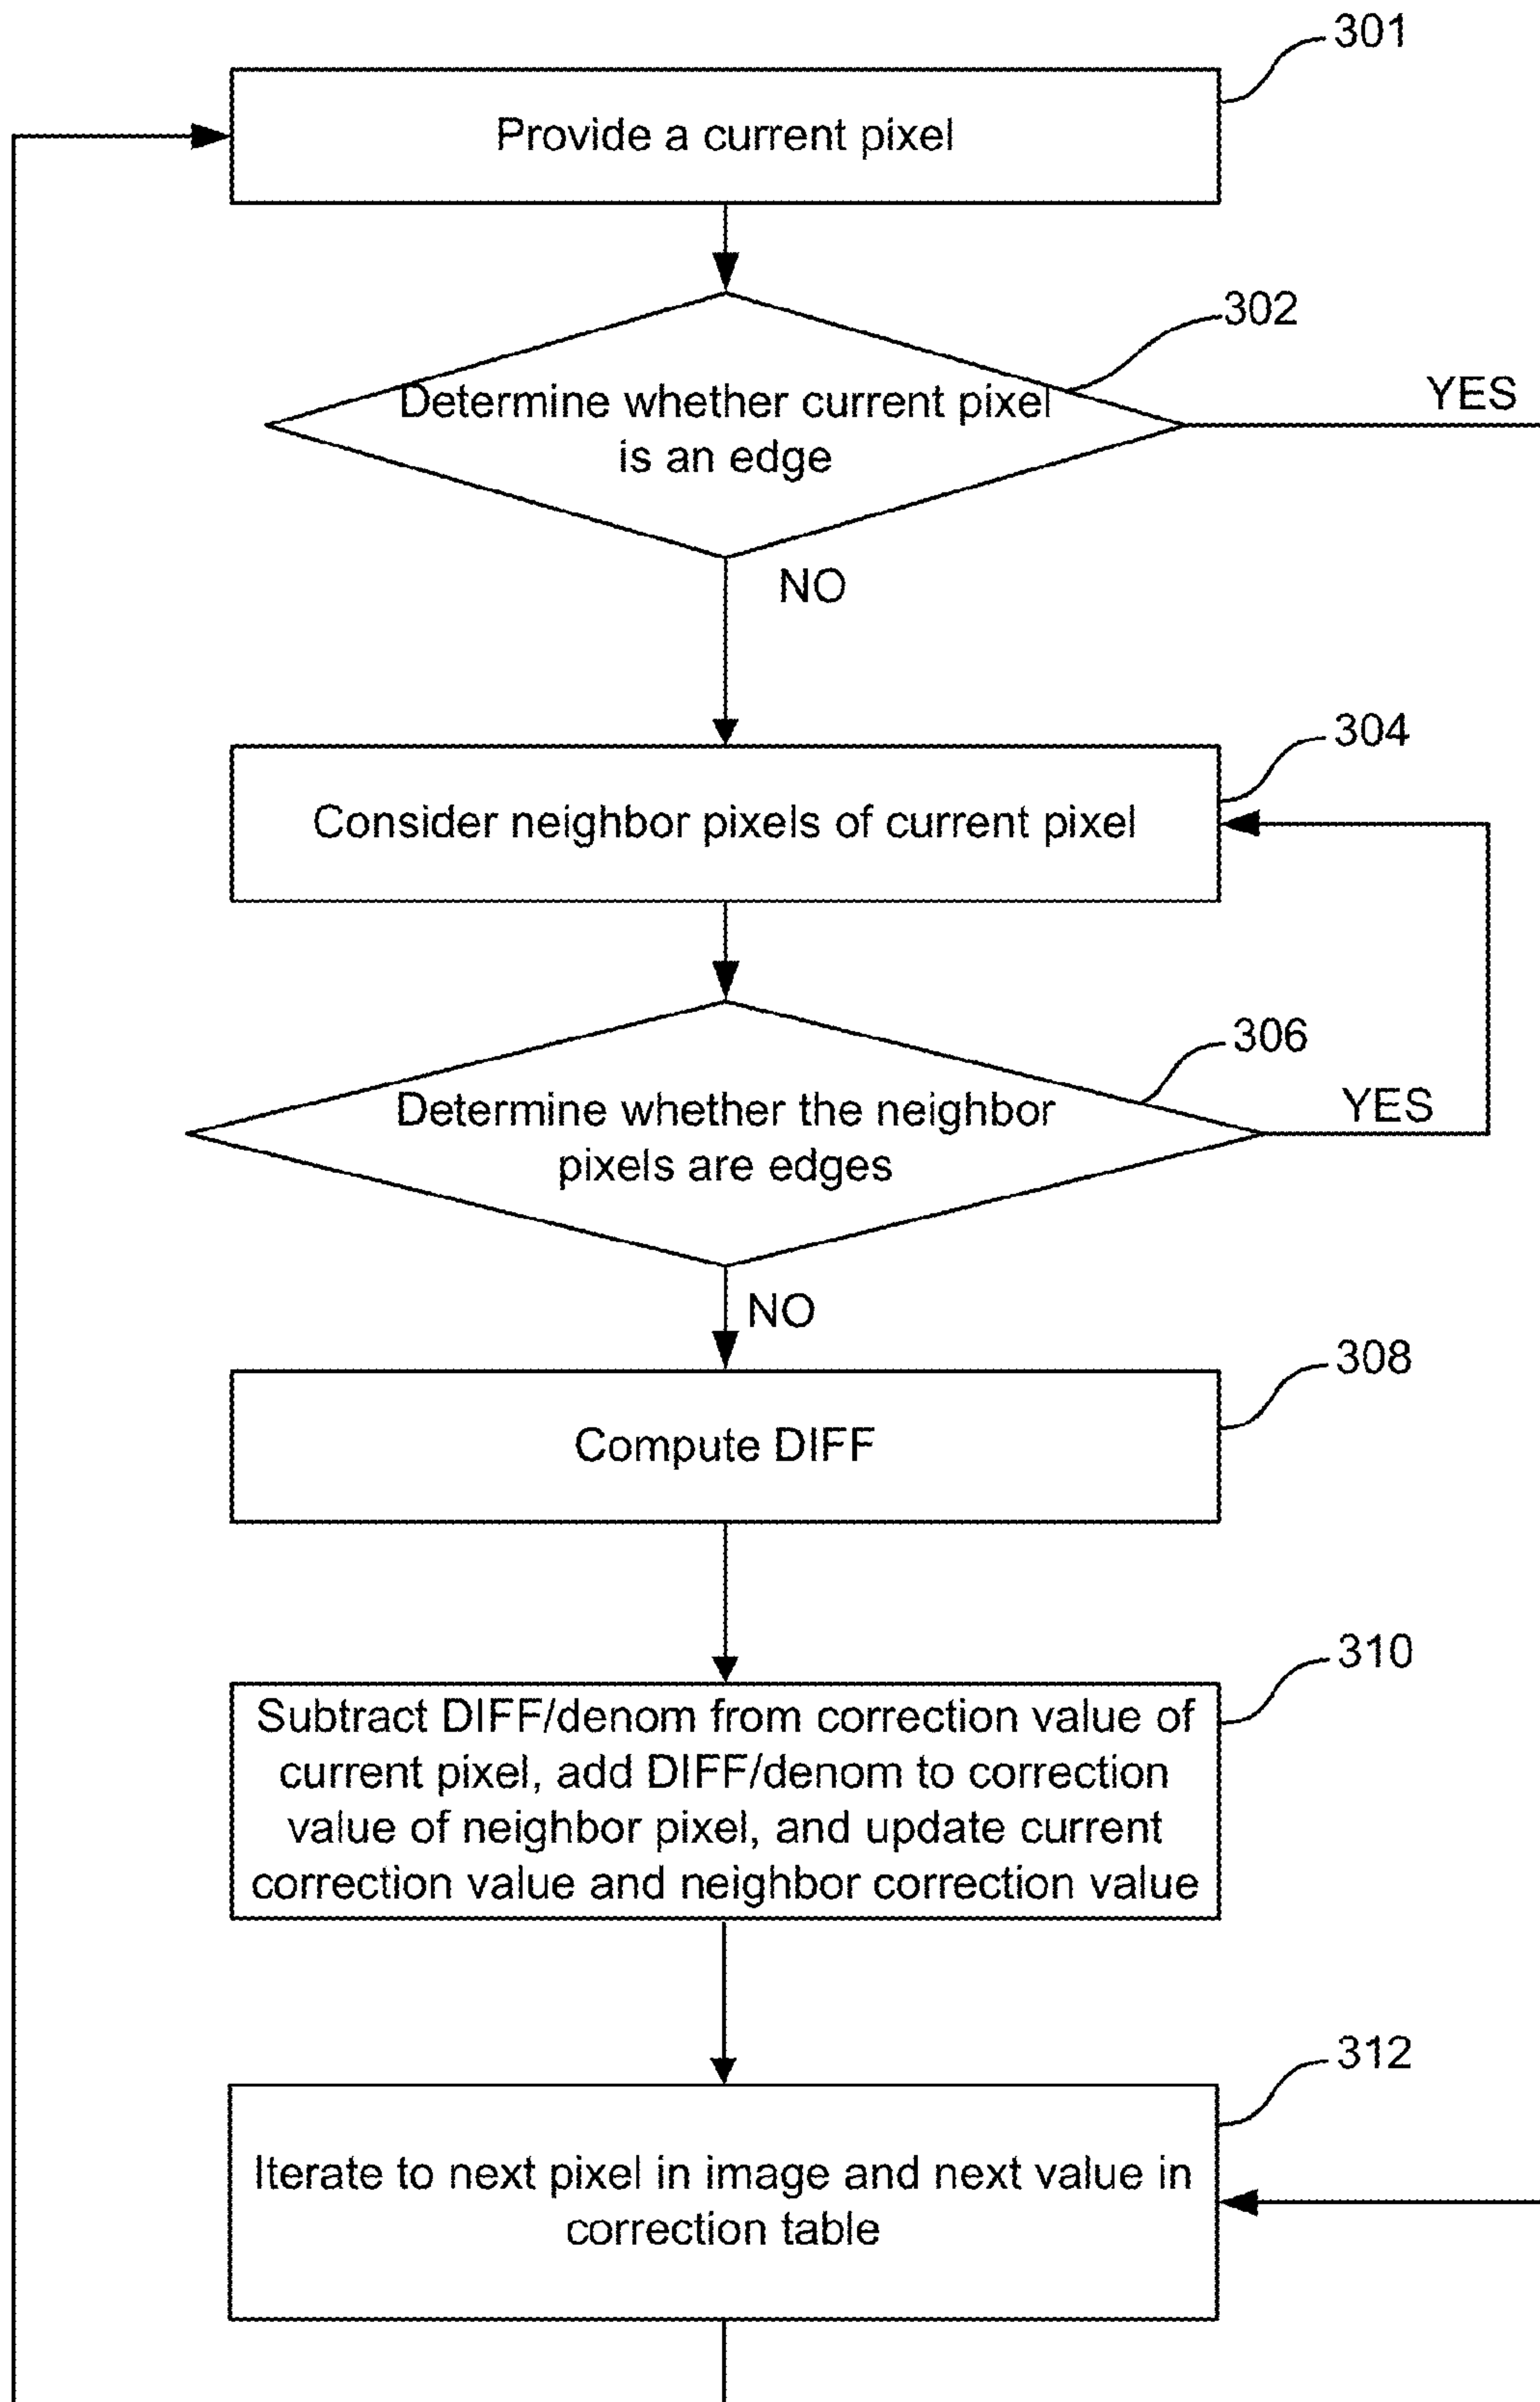 301
Provide a current pixel
302
Determine whether current pixel
is an edge
YES
NO
304
Consider neighbor pixels of current pixel
306
Determine whether the neighbor
pixels are edges
YES
NO
308
Compute DIFF
310
Subtract DIFF/denom from correction value of
current pixel, add DIFF/denom to correction
value of neighbor pixel, and update current
correction value and neighbor correction value
312
Iterate to next pixel in image and next value in
correction table